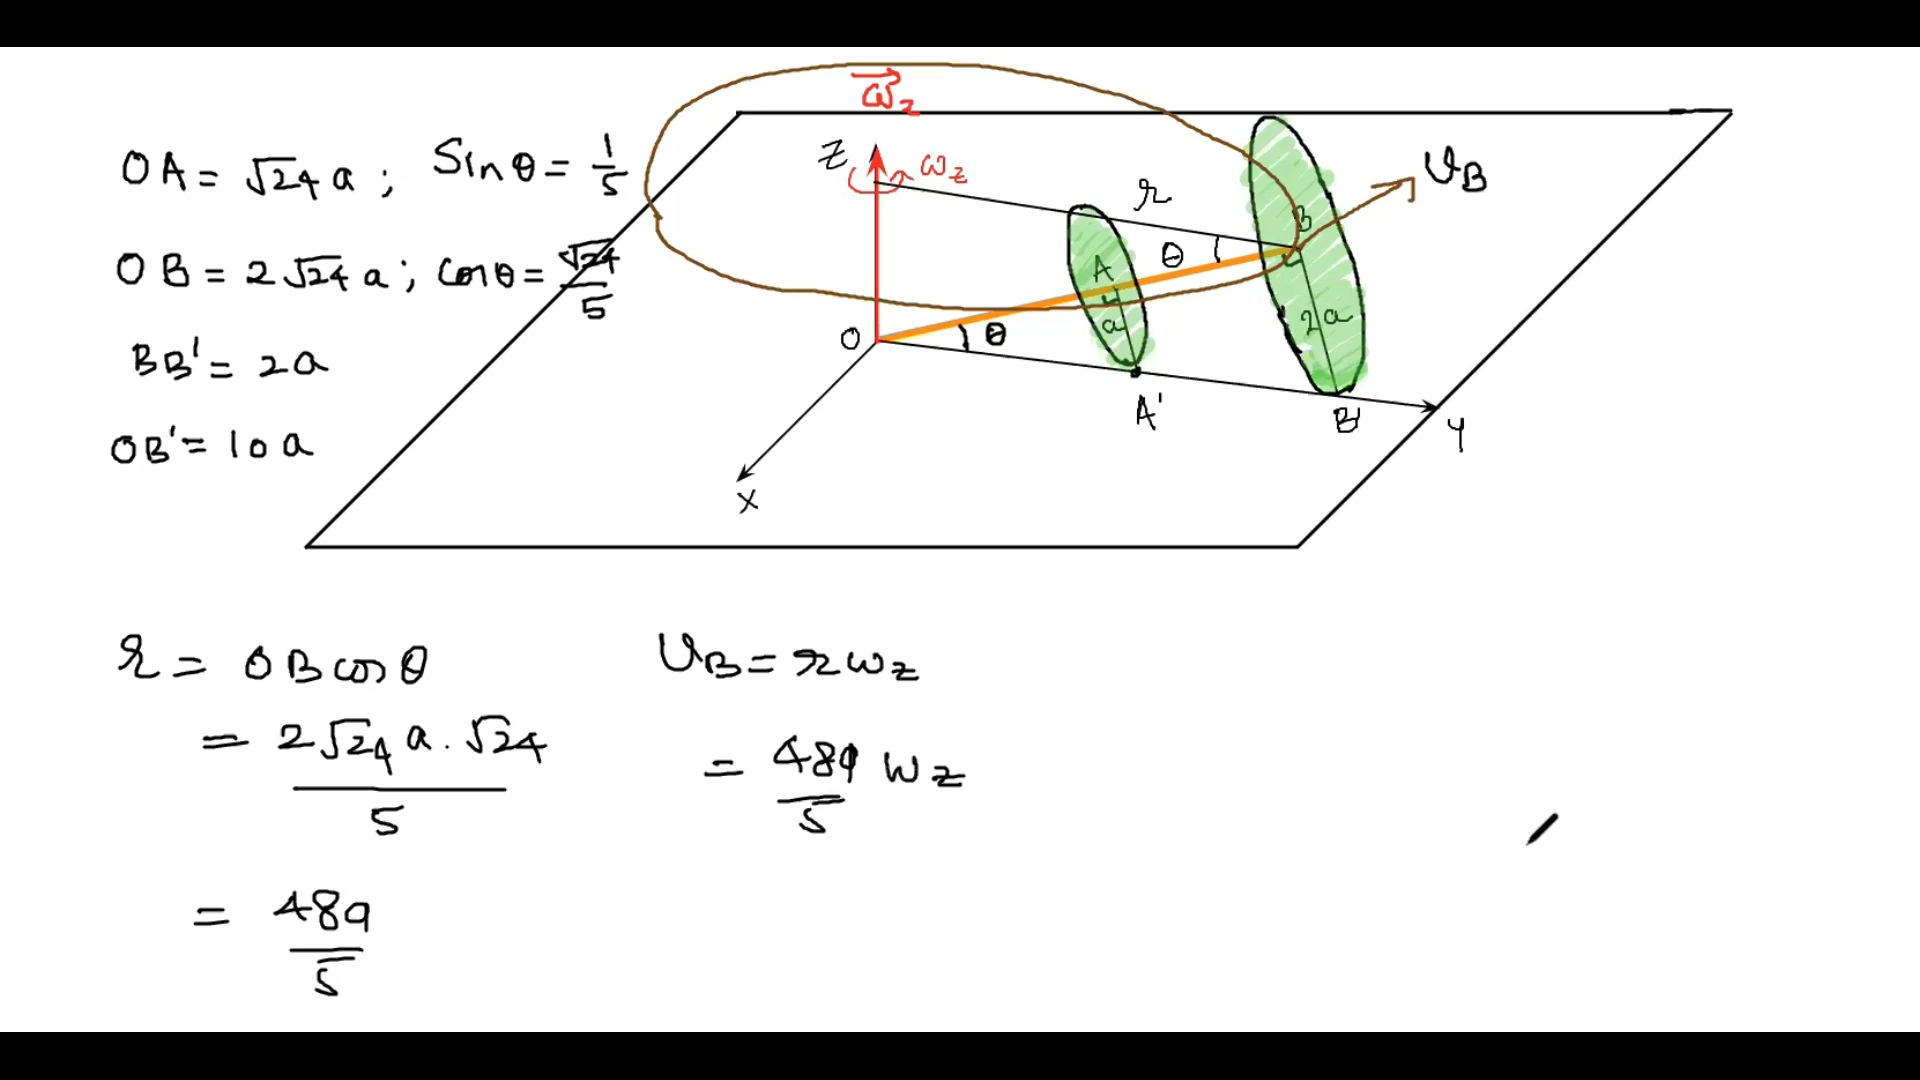 OA = √24 a ; Sin θ = 1/5
OB = 2 √24 a ; cos θ = √24/5
BB' = 2a
OB' = 10a
ω⃗z
Z
ωz
r
θ
B
vB
A
a
2a
O
θ
A'
B'
Y
X
r = OB cos θ
= 2√24 a . √24 / 5
= 48a/5
vB = r ωz
= 48a/5 ωz